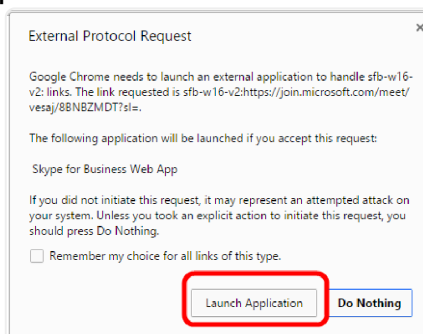 External Protocol Request
Google Chrome needs to launch an external application to handle sfb-w16-
v2: links. The link requested is sfb-w16-v2:https://join.microsoft.com/meet/
vesaj/8BNBZMDT?sl=.
The following application will be launched if you accept this request:
Skype for Business Web App
If you did not initiate this request, it may represent an attempted attack on
your system. Unless you took an explicit action to initiate this request, you
should press Do Nothing.
Remember my choice for all links of this type.
Launch Application Do Nothing